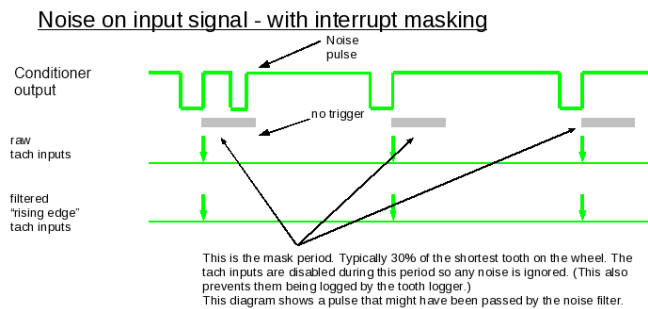 Noise on input signal - with interrupt masking
Noise
pulse
Conditioner
output
no trigger
raw
tach inputs
filtered
"rising edge"
tach inputs
This is the mask period. Typically 30% of the shortest tooth on the wheel. The
tach inputs are disabled during this period so any noise is ignored. (This also
prevents them being logged by the tooth logger.)
This diagram shows a pulse that might have been passed by the noise filter.